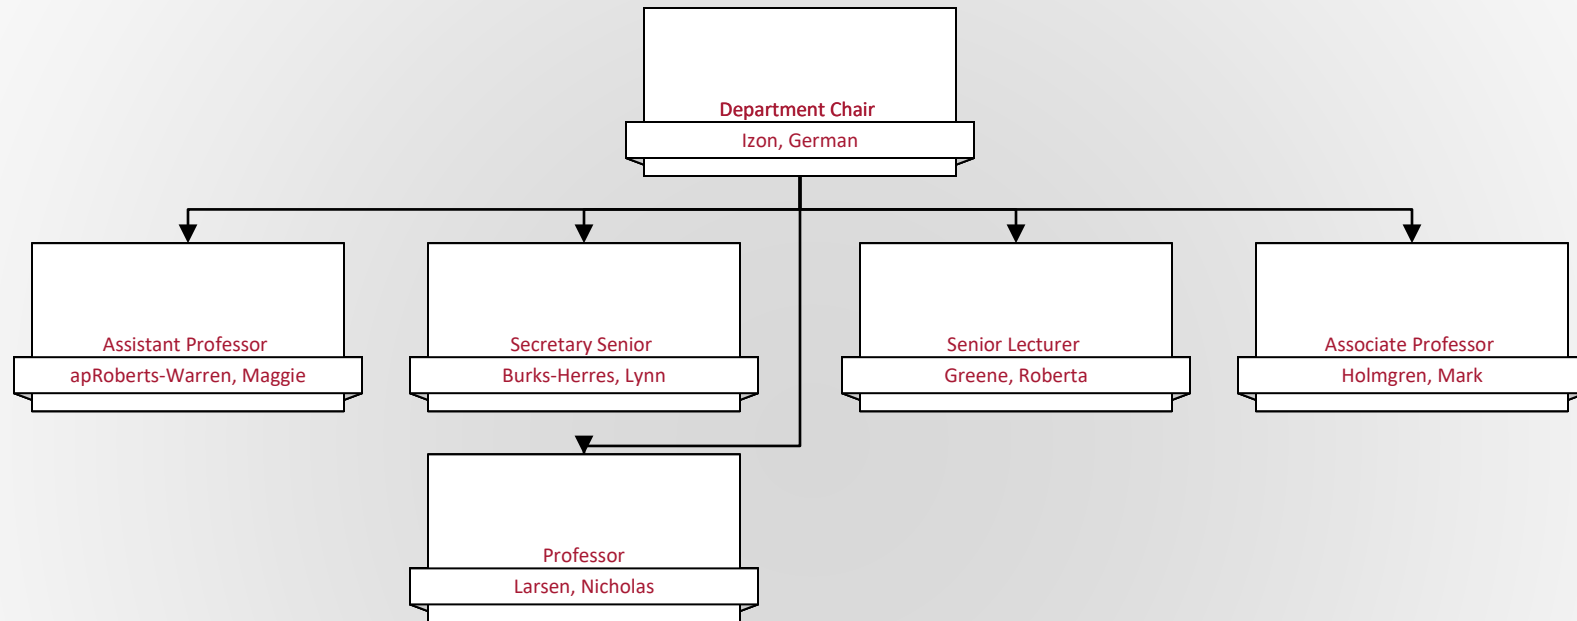 Department Chair
Izon, German
Assistant Professor
apRoberts-Warren, Maggie
Secretary Senior
Burks-Herres, Lynn
Senior Lecturer
Greene, Roberta
Associate Professor
Holmgren, Mark
Professor
Larsen, Nicholas